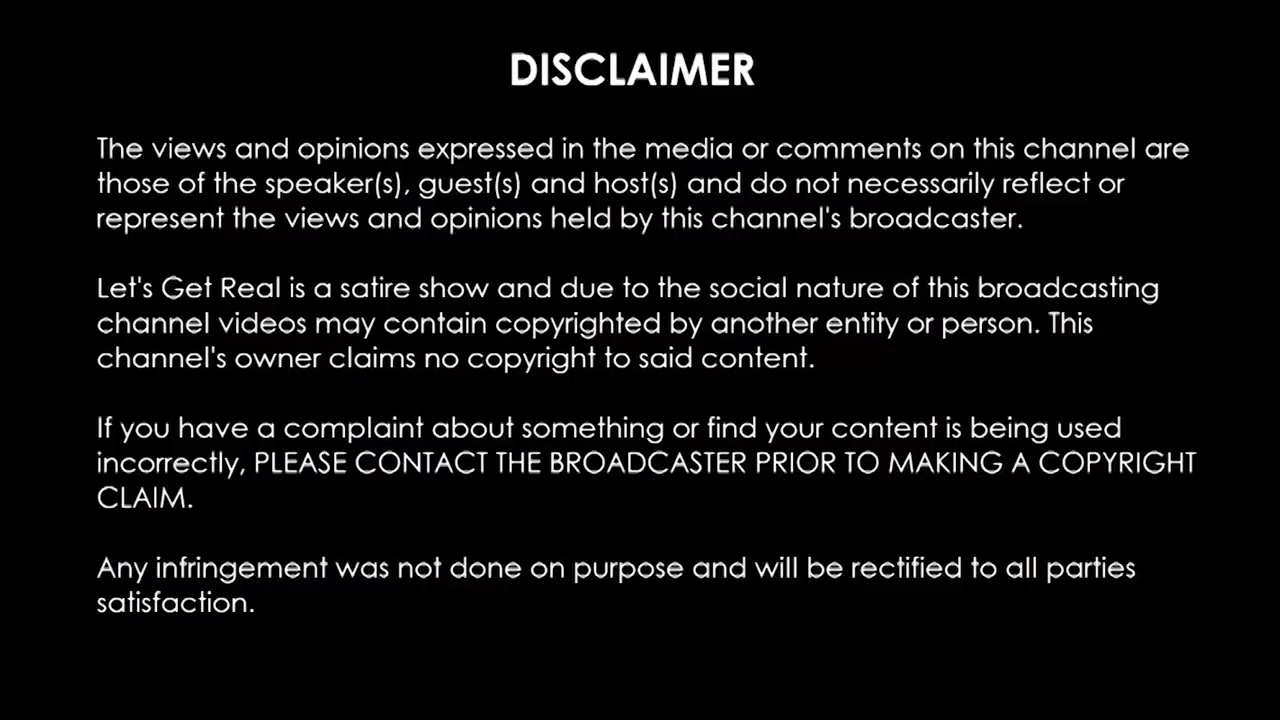 DISCLAIMER
The views and opinions expressed in the media or comments on this channel are
those of the speaker(s), guest(s) and host(s) and do not necessarily reflect or
represent the views and opinions held by this channel's broadcaster.
Let's Get Real is a satire show and due to the social nature of this broadcasting
channel videos may contain copyrighted by another entity or person. This
channel's owner claims no copyright to said content.
If you have a complaint about something or find your content is being used
incorrectly, PLEASE CONTACT THE BROADCASTER PRIOR TO MAKING A COPYRIGHT
CLAIM.
Any infringement was not done on purpose and will be rectified to all parties
satisfaction.